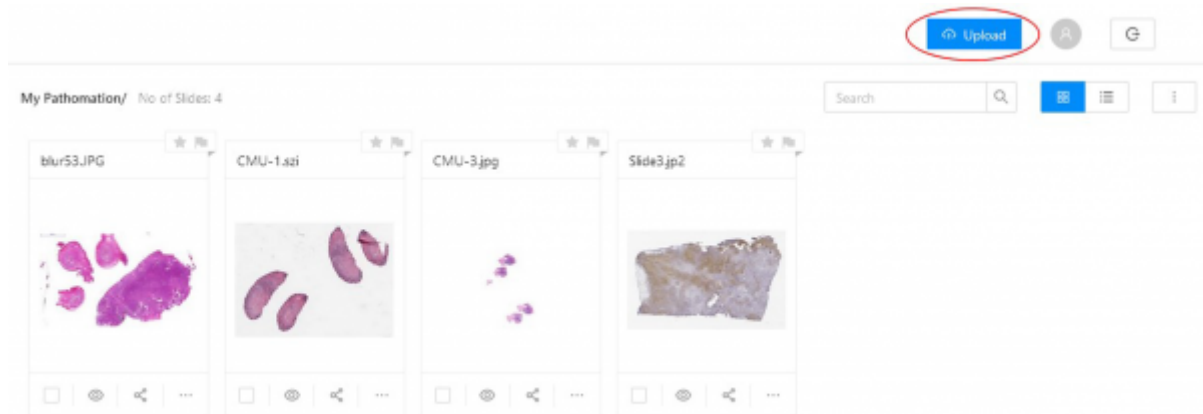 Upload
My Pathomation/ No of Slides: 4
Search
blur53.JPG
CMU-1.szi
CMU-3.jpg
Slide3.jp2